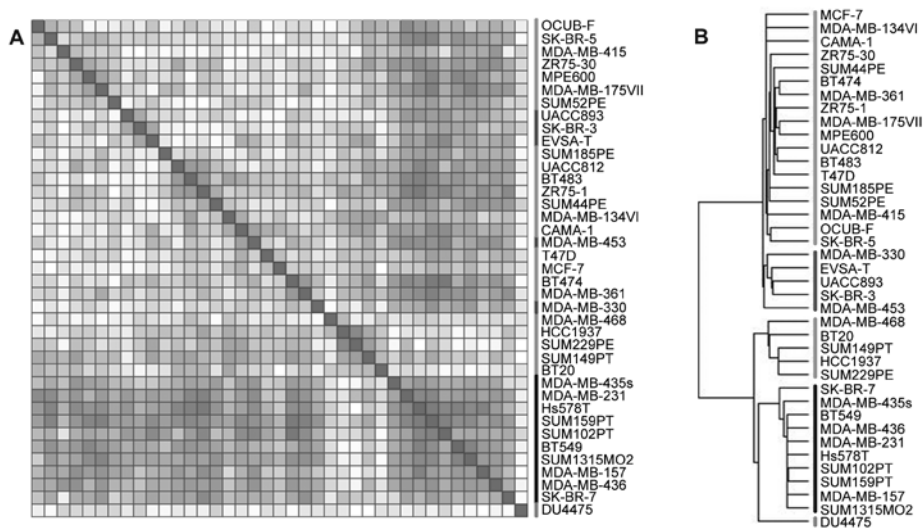 A
OCUB-F
SK-BR-5
MDA-MB-415
ZR75-30
MPE600
MDA-MB-175VII
SUM52PE
UACC893
SK-BR-3
EVSA-T
SUM185PE
UACC812
BT483
ZR75-1
SUM44PE
MDA-MB-134VI
CAMA-1
MDA-MB-453
T47D
MCF-7
BT474
MDA-MB-361
MDA-MB-330
MDA-MB-468
HCC1937
SUM229PE
SUM149PT
BT20
MDA-MB-435s
MDA-MB-231
Hs578T
SUM159PT
SUM102PT
BT549
SUM1315MO2
MDA-MB-157
MDA-MB-436
SK-BR-7
DU4475
B
MCF-7
MDA-MB-134VI
CAMA-1
ZR75-30
SUM44PE
BT474
MDA-MB-361
ZR75-1
MDA-MB-175VII
MPE600
UACC812
BT483
T47D
SUM185PE
SUM52PE
MDA-MB-415
OCUB-F
SK-BR-5
MDA-MB-330
EVSA-T
UACC893
SK-BR-3
MDA-MB-453
MDA-MB-468
BT20
SUM149PT
HCC1937
SUM229PE
SK-BR-7
MDA-MB-435s
BT549
MDA-MB-436
MDA-MB-231
Hs578T
SUM102PT
SUM159PT
MDA-MB-157
SUM1315MO2
DU4475